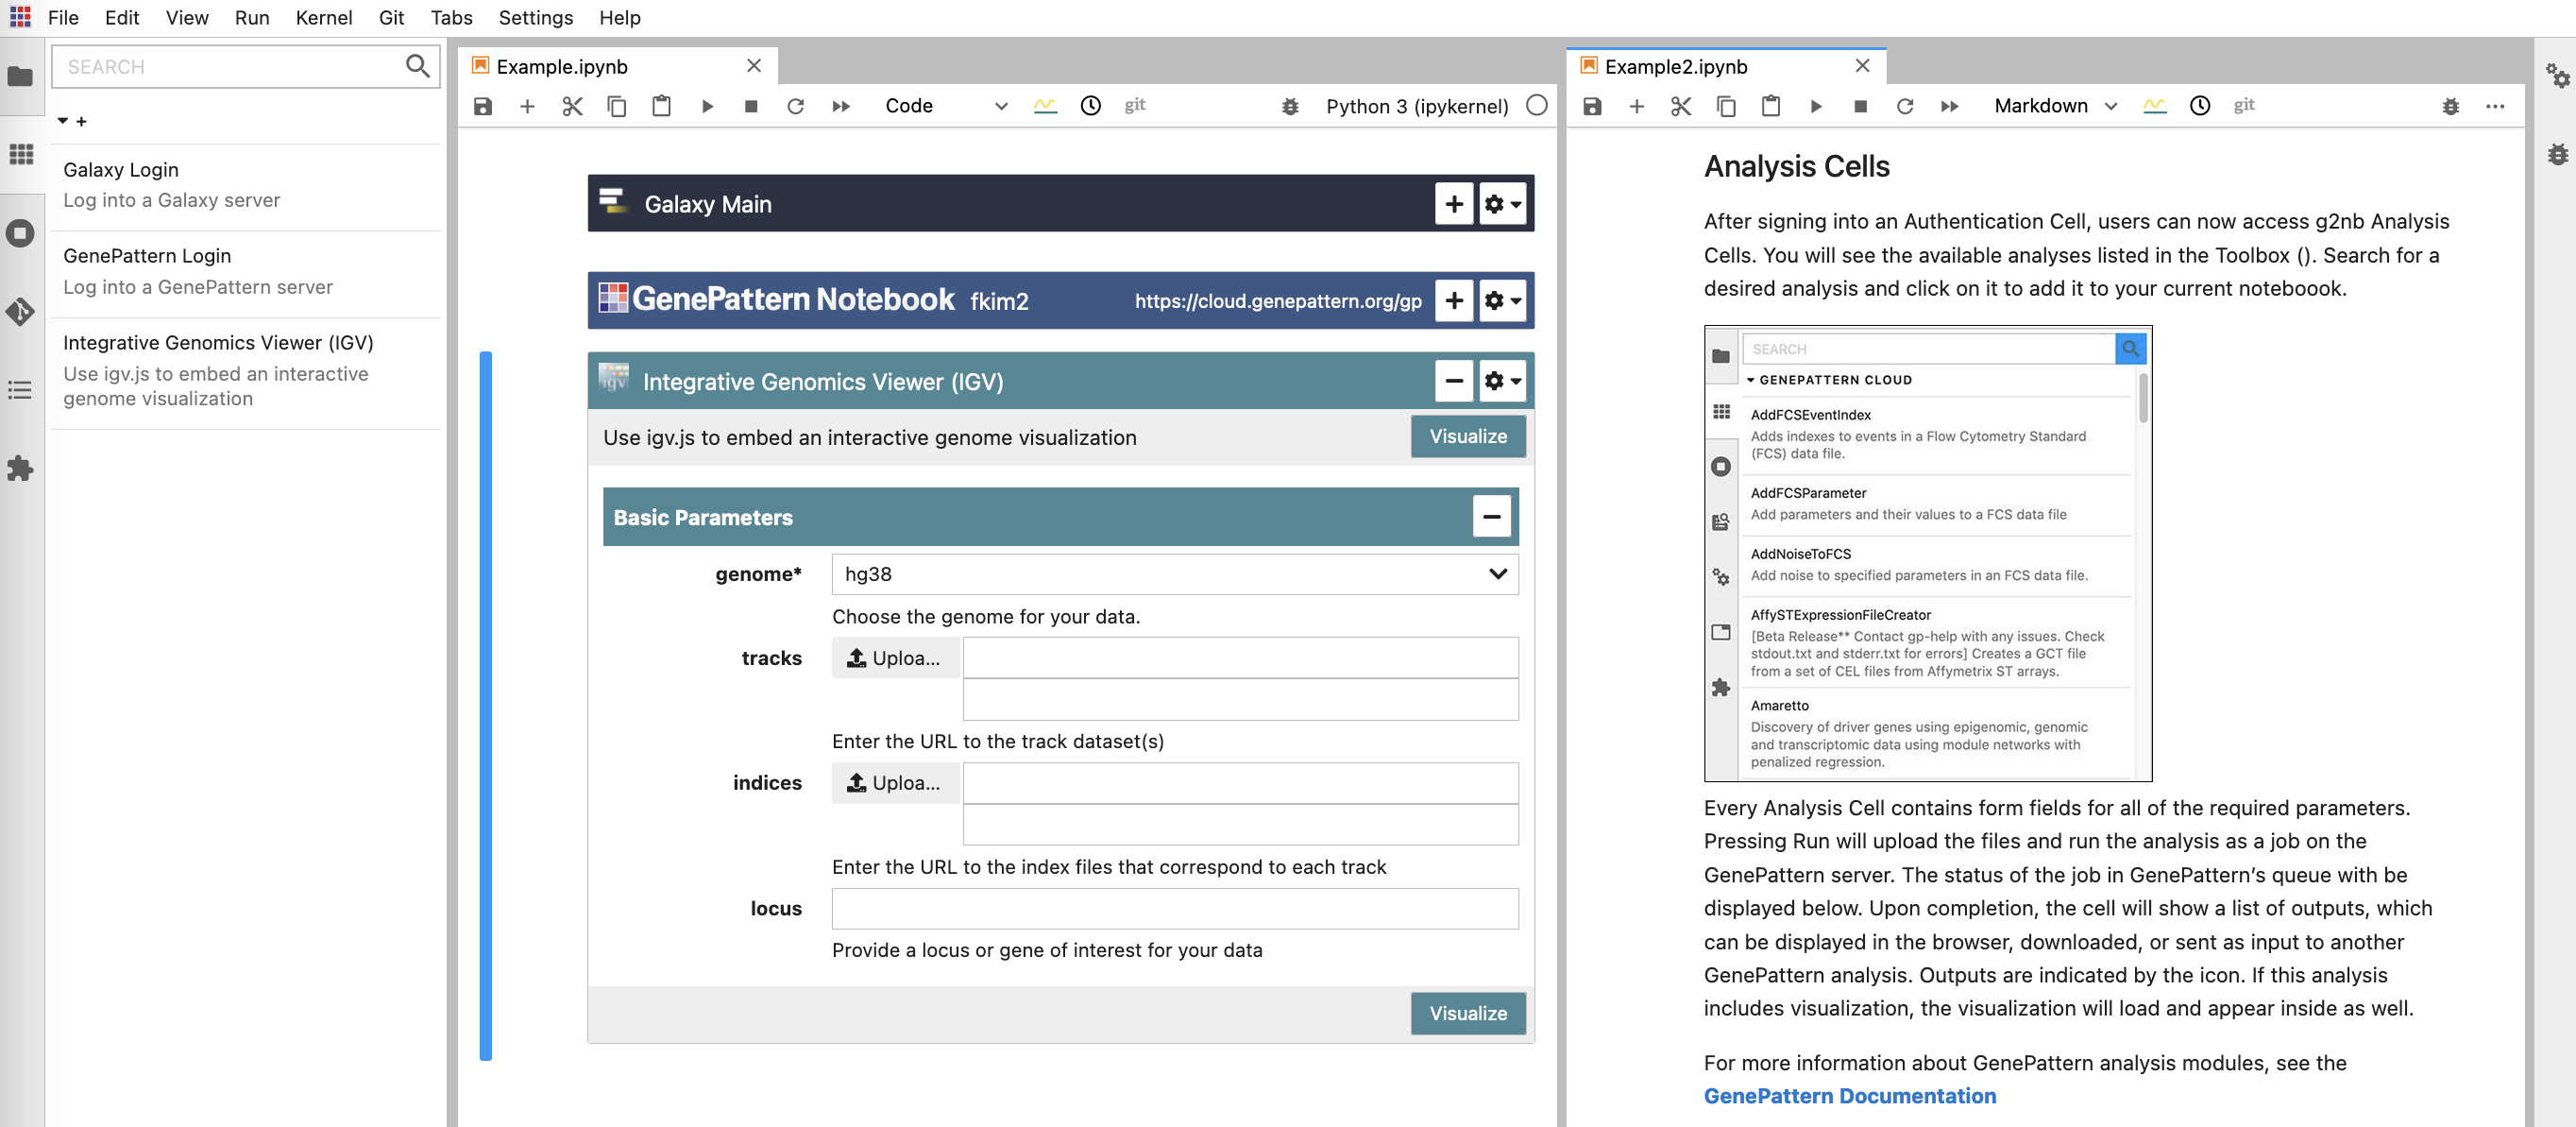 File Edit View Run Kernel Git Tabs Settings Help
SEARCH
Galaxy Login
Log into a Galaxy server
GenePattern Login
Log into a GenePattern server
Integrative Genomics Viewer (IGV)
Use igv.js to embed an interactive
genome visualization
Example.ipynb
Code git Python 3 (ipykernel)
Galaxy Main
GenePattern Notebook fkim2 https://cloud.genepattern.org/gp
igv Integrative Genomics Viewer (IGV)
Use igv.js to embed an interactive genome visualization Visualize
Basic Parameters
genome* hg38
Choose the genome for your data.
tracks Uploa...
Enter the URL to the track dataset(s)
indices Uploa...
Enter the URL to the index files that correspond to each track
locus
Provide a locus or gene of interest for your data
Visualize
Example2.ipynb
Markdown git
Analysis Cells
After signing into an Authentication Cell, users can now access g2nb Analysis
Cells. You will see the available analyses listed in the Toolbox (). Search for a
desired analysis and click on it to add it to your current noteboook.
SEARCH
GENEPATTERN CLOUD
AddFCSEventIndex
Adds indexes to events in a Flow Cytometry Standard
(FCS) data file.
AddFCSParameter
Add parameters and their values to a FCS data file
AddNoiseToFCS
Add noise to specified parameters in an FCS data file.
AffySTExpressionFileCreator
[Beta Release** Contact gp-help with any issues. Check
stdout.txt and stderr.txt for errors] Creates a GCT file
from a set of CEL files from Affymetrix ST arrays.
Amaretto
Discovery of driver genes using epigenomic, genomic
and transcriptomic data using module networks with
penalized regression.
Every Analysis Cell contains form fields for all of the required parameters.
Pressing Run will upload the files and run the analysis as a job on the
GenePattern server. The status of the job in GenePattern’s queue with be
displayed below. Upon completion, the cell will show a list of outputs, which
can be displayed in the browser, downloaded, or sent as input to another
GenePattern analysis. Outputs are indicated by the icon. If this analysis
includes visualization, the visualization will load and appear inside as well.
For more information about GenePattern analysis modules, see the
GenePattern Documentation